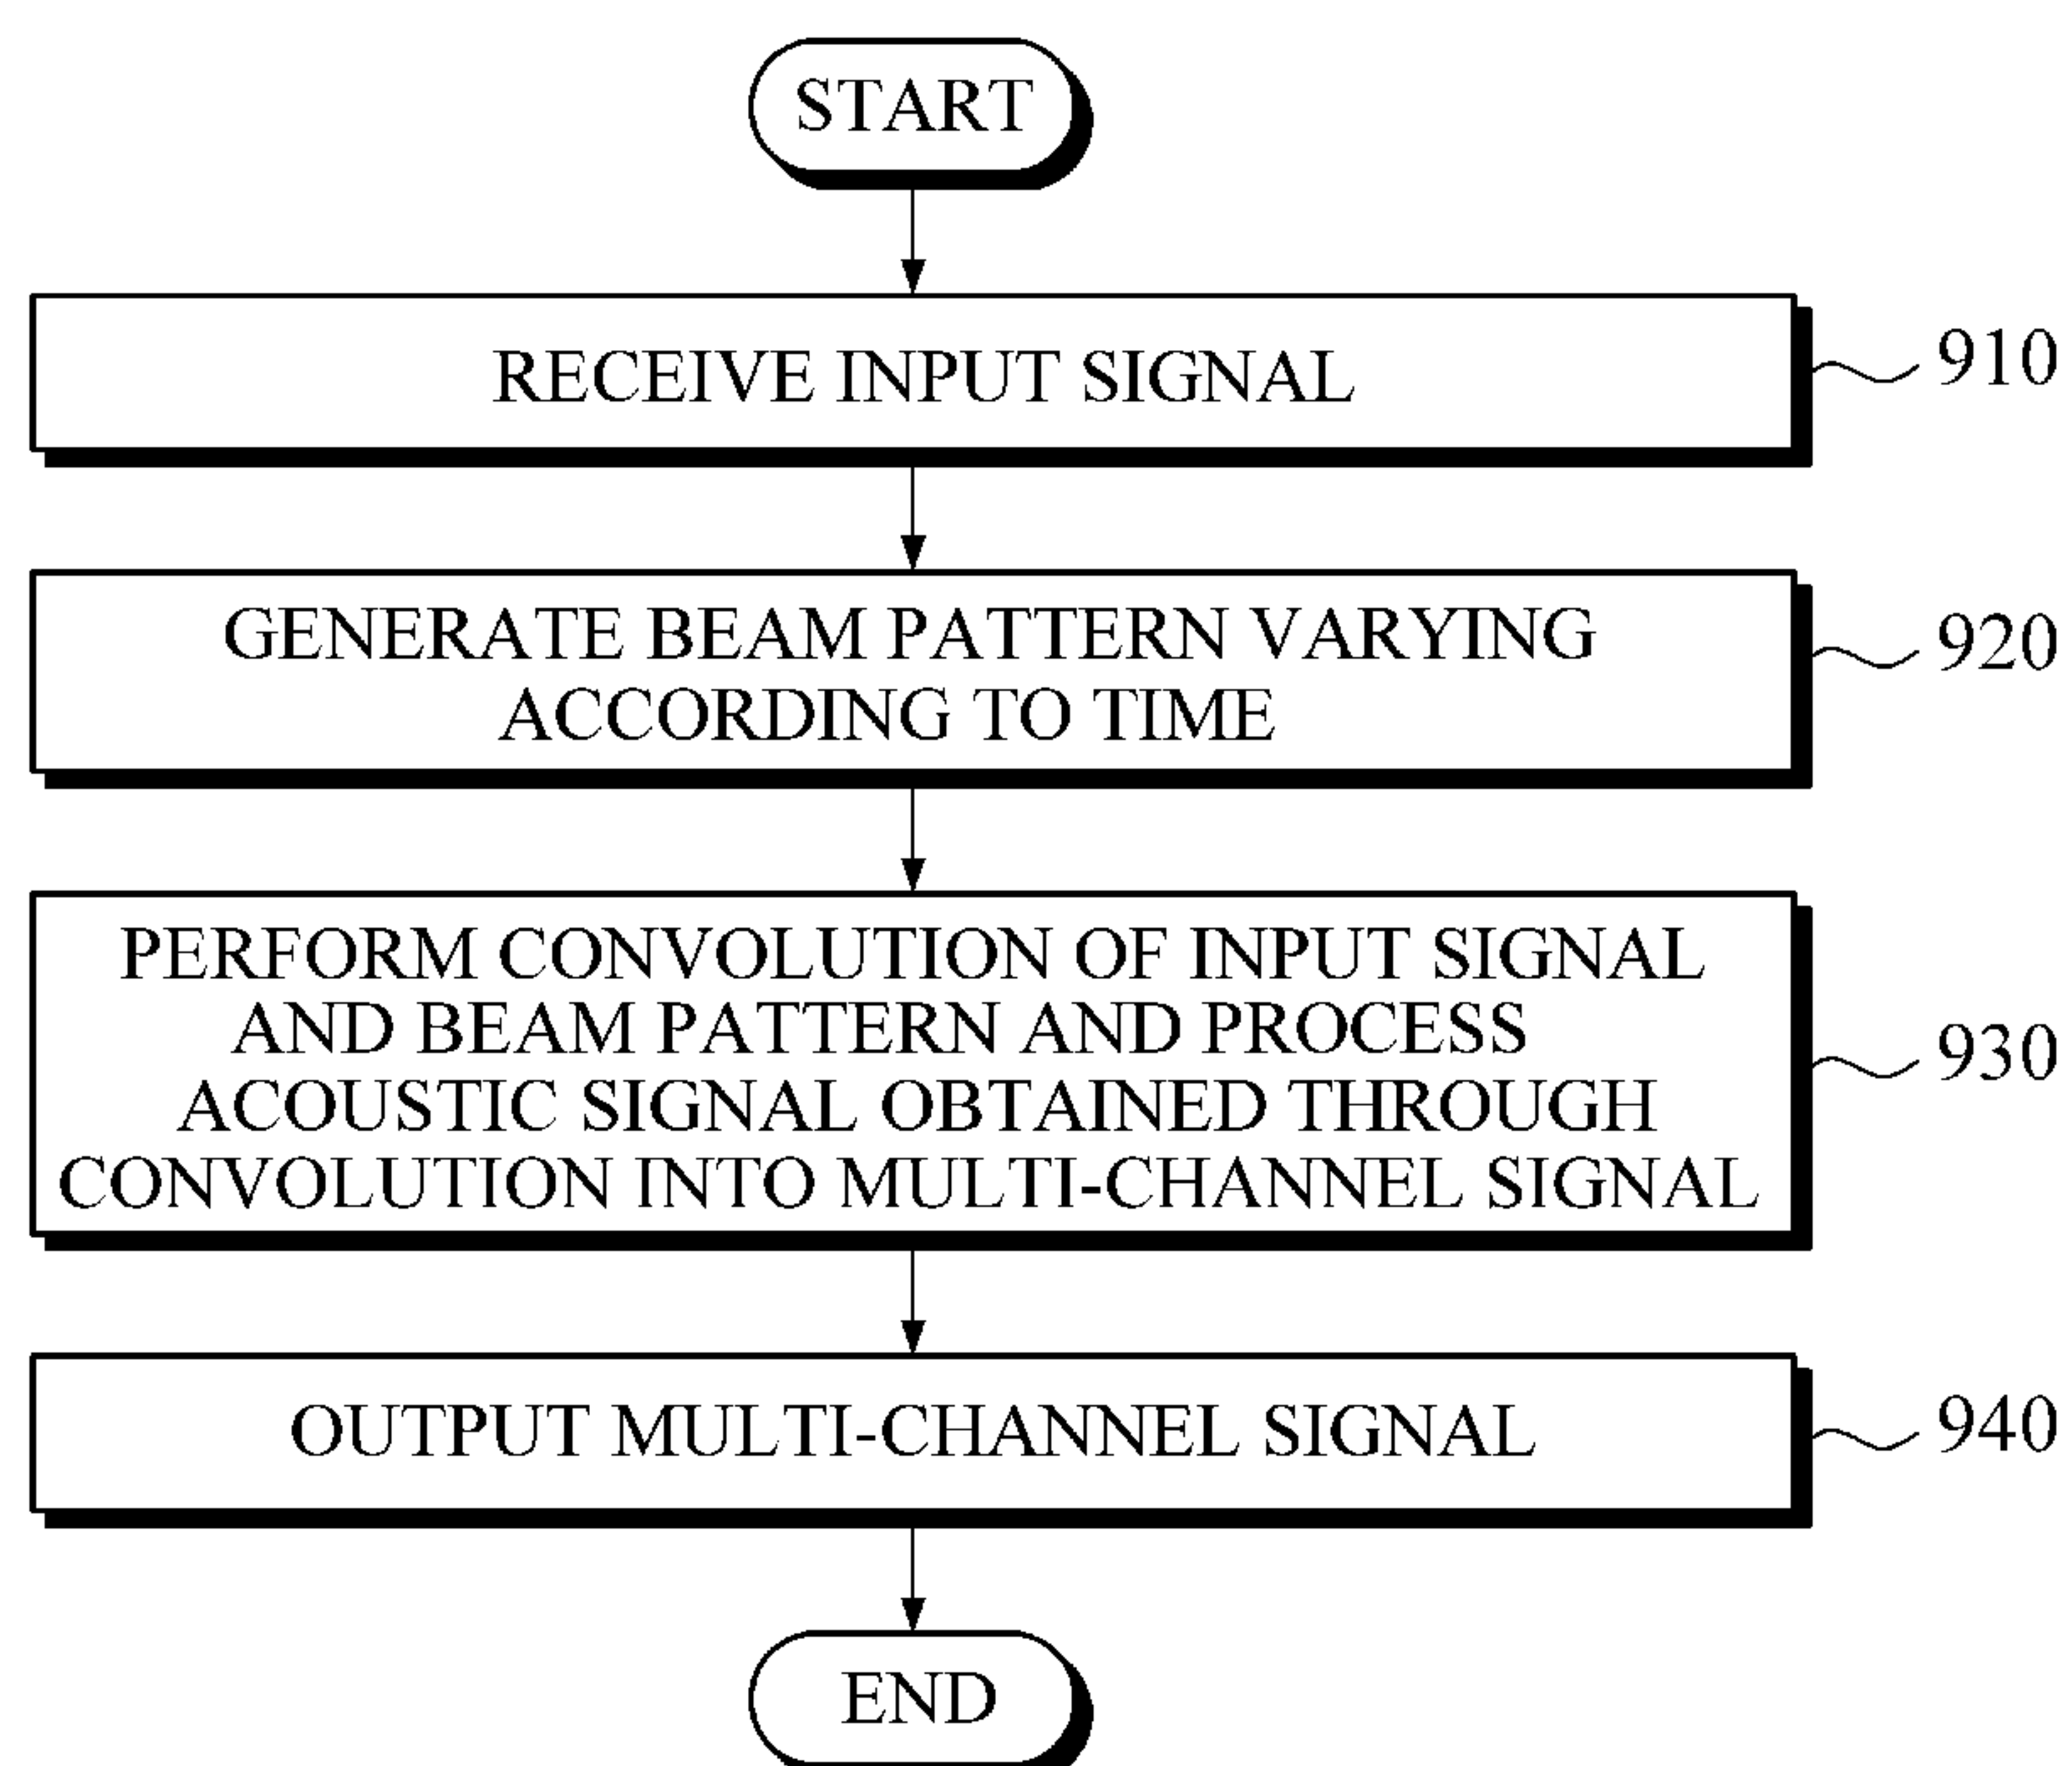 START
RECEIVE INPUT SIGNAL
910
GENERATE BEAM PATTERN VARYING
ACCORDING TO TIME
920
PERFORM CONVOLUTION OF INPUT SIGNAL
AND BEAM PATTERN AND PROCESS
ACOUSTIC SIGNAL OBTAINED THROUGH
CONVOLUTION INTO MULTI-CHANNEL SIGNAL
930
OUTPUT MULTI-CHANNEL SIGNAL
940
END